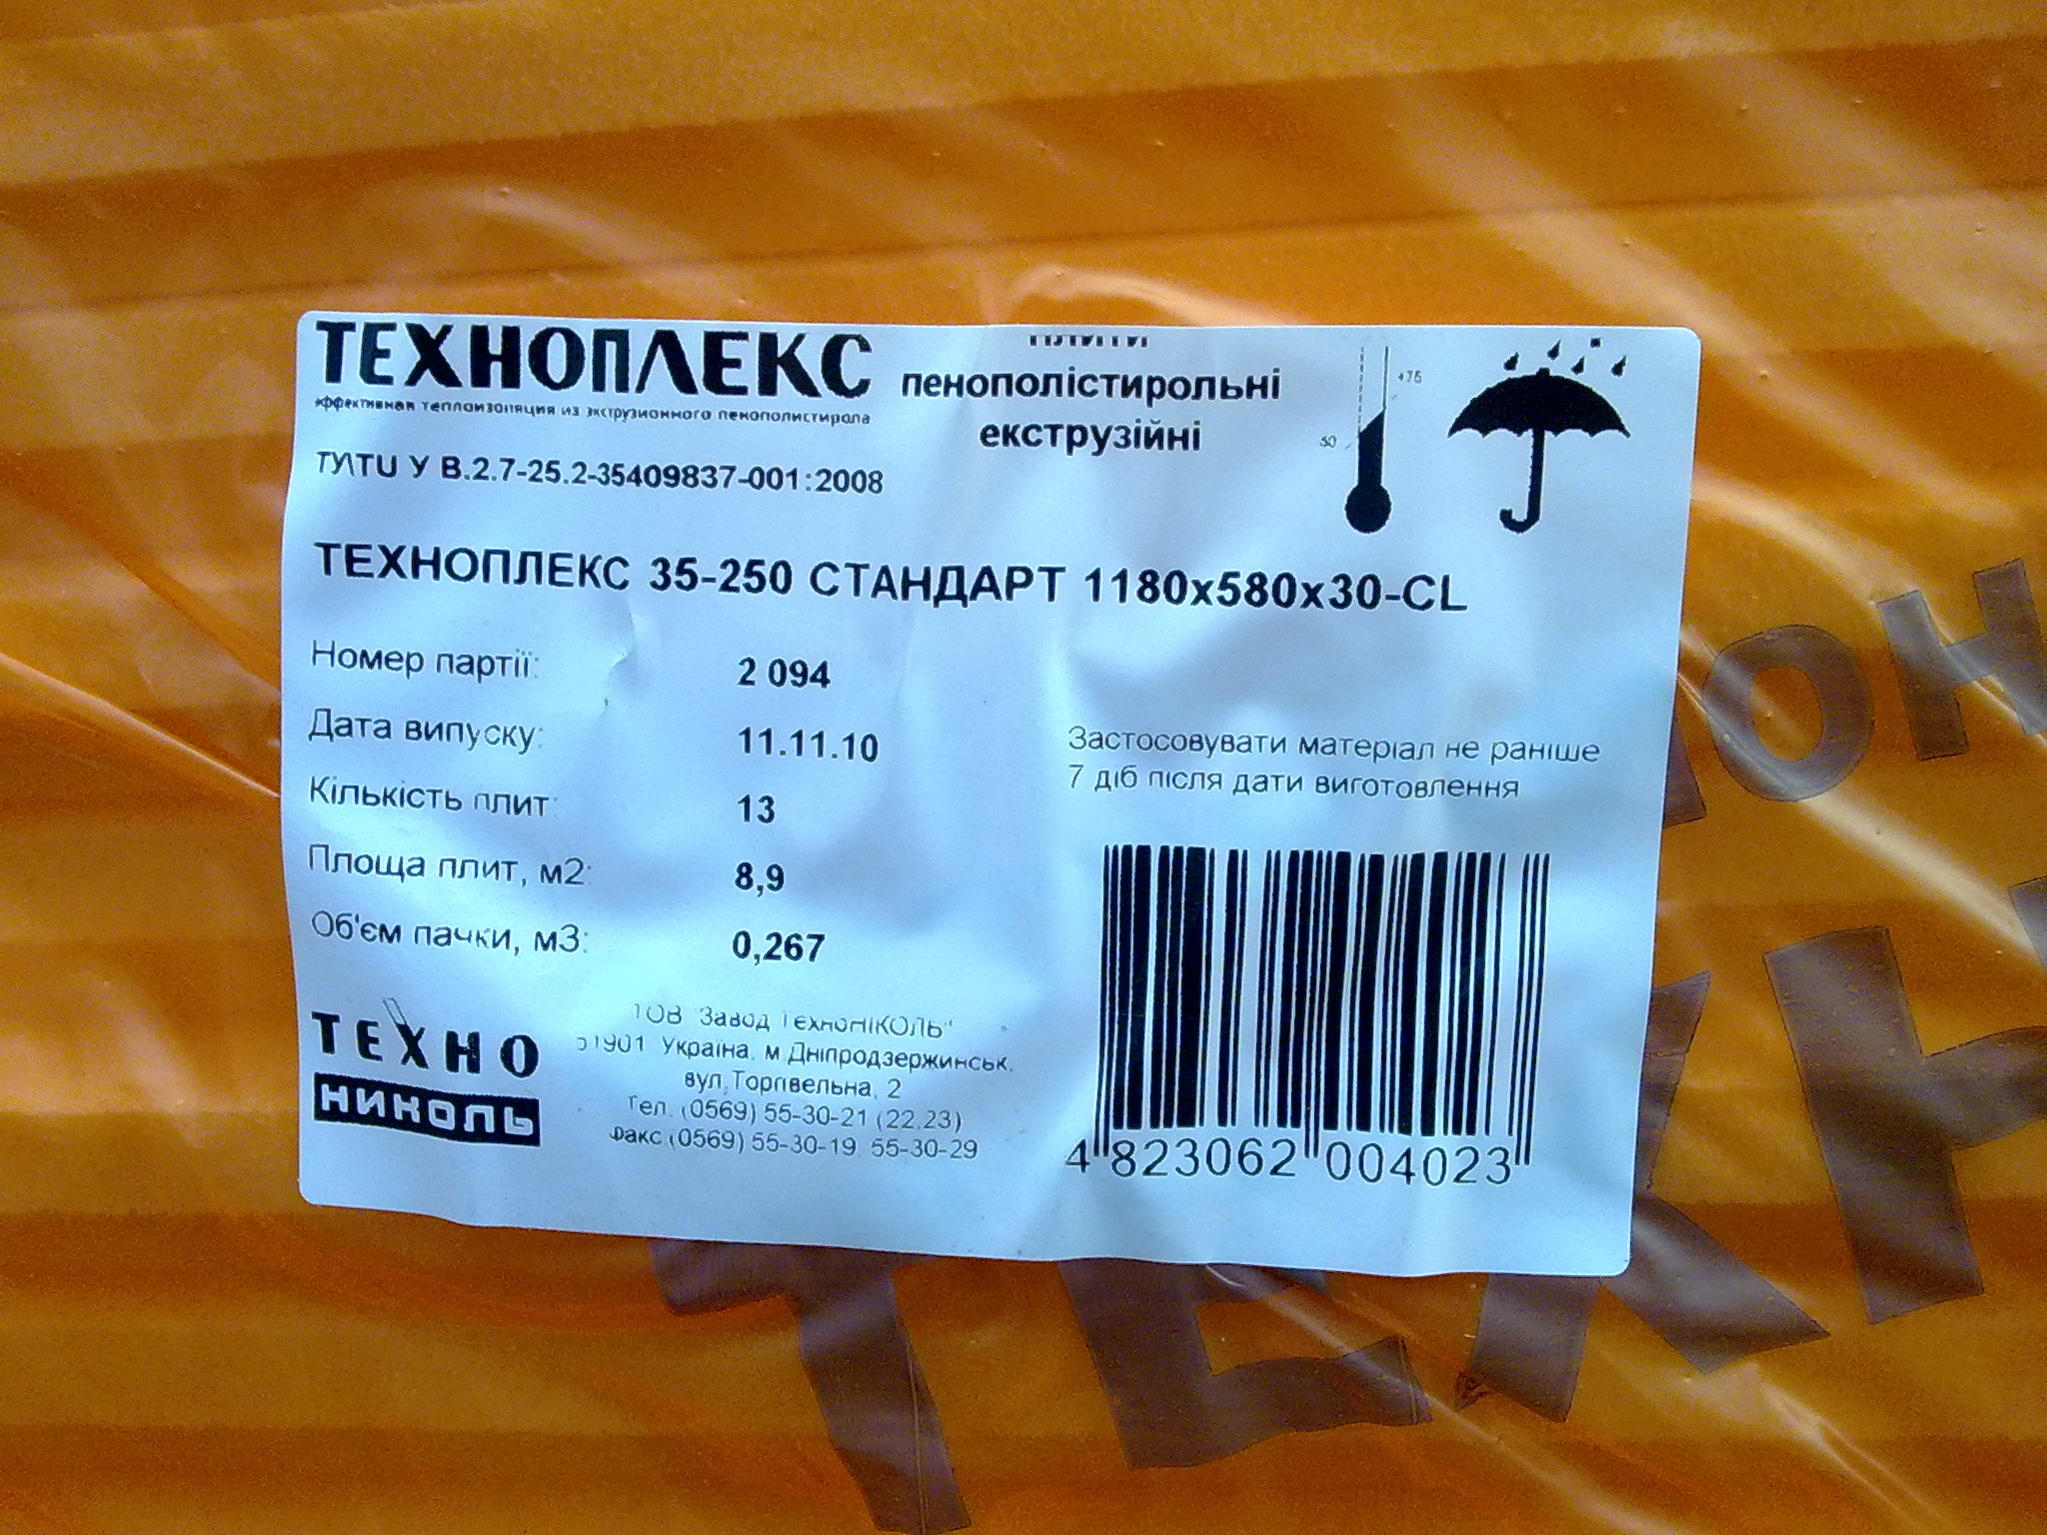 ТЕХНОПЛЕКС
эффективная теплоизоляция из экструзионного пенополистирола
плити
пенополістирольні
екструзійні
+75
-50
ТУ\TU У В.2.7-25.2-35409837-001:2008
ТЕХНОПЛЕКС 35-250 СТАНДАРТ 1180x580x30-CL
Номер партії: 2 094
Дата випуску: 11.11.10
Кількість плит: 13
Площа плит, м2: 8,9
Об'єм пачки, м3: 0,267
Застосовувати матеріал не раніше
7 діб після дати виготовлення
ТЕХНО
НИКОЛЬ
ТОВ "Завод ТехноНІКОЛЬ"
51901 Україна, м.Дніпродзержинськ,
вул.Торгівельна, 2
Тел. (0569) 55-30-21 (22,23)
Факс.(0569) 55-30-19, 55-30-29
4 823062 004023
ТЕХН